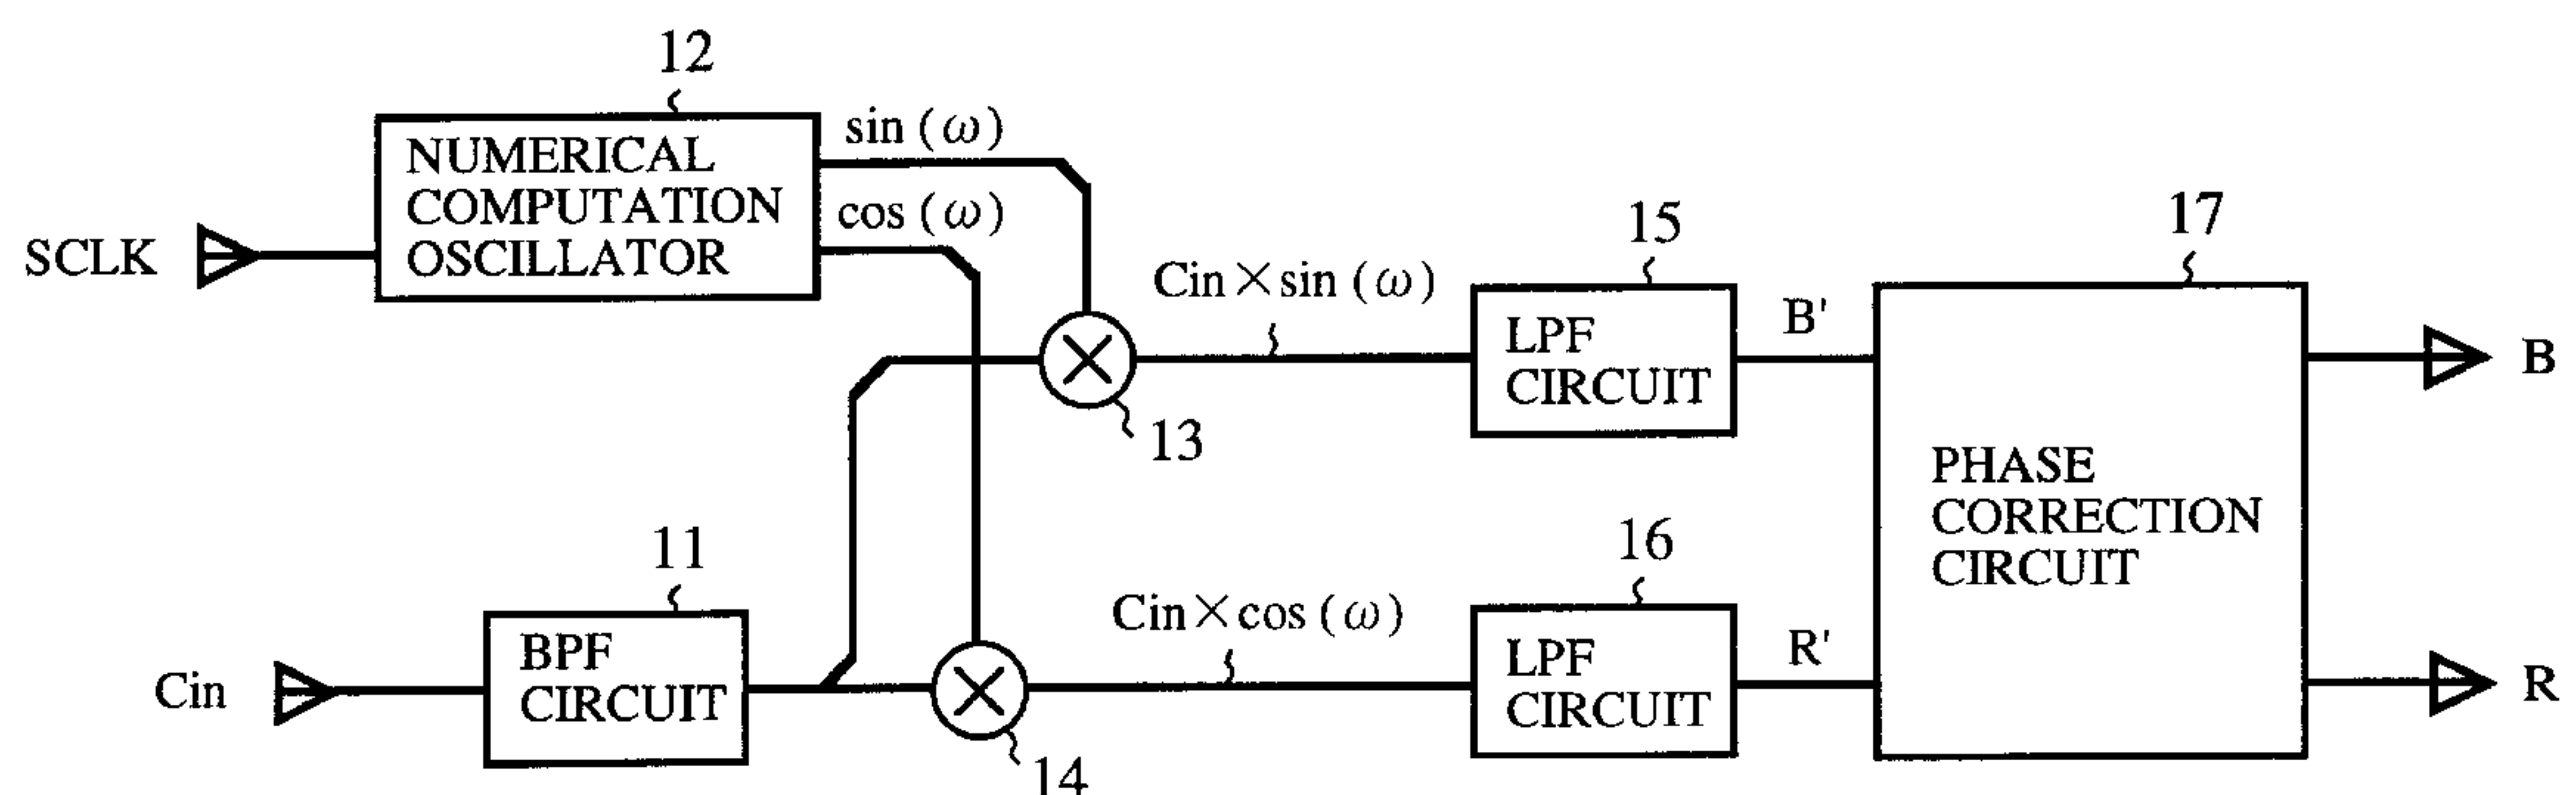 12
NUMERICAL
COMPUTATION
OSCILLATOR
sin (ω)
cos (ω)
SCLK
Cin×sin (ω)
13
15
LPF
CIRCUIT
B'
17
PHASE
CORRECTION
CIRCUIT
B
11
BPF
CIRCUIT
Cin
14
Cin×cos (ω)
16
LPF
CIRCUIT
R'
R